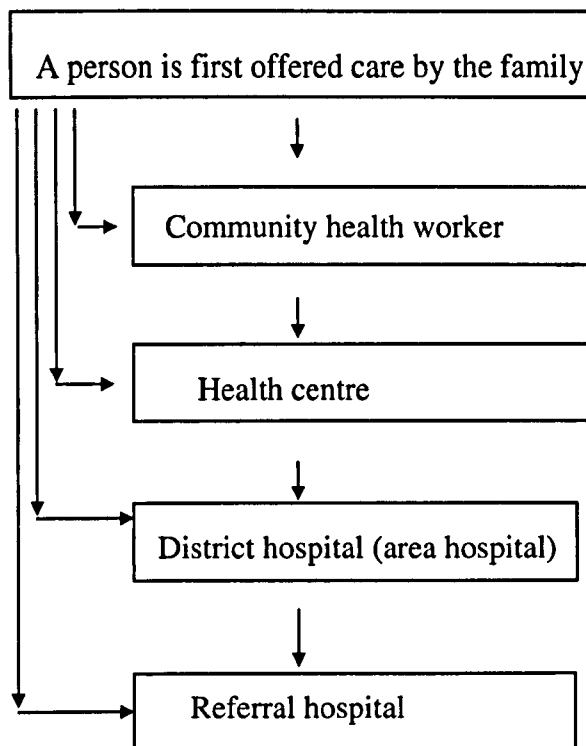 A person is first offered care by the family
Community health worker
Health centre
District hospital (area hospital)
Referral hospital